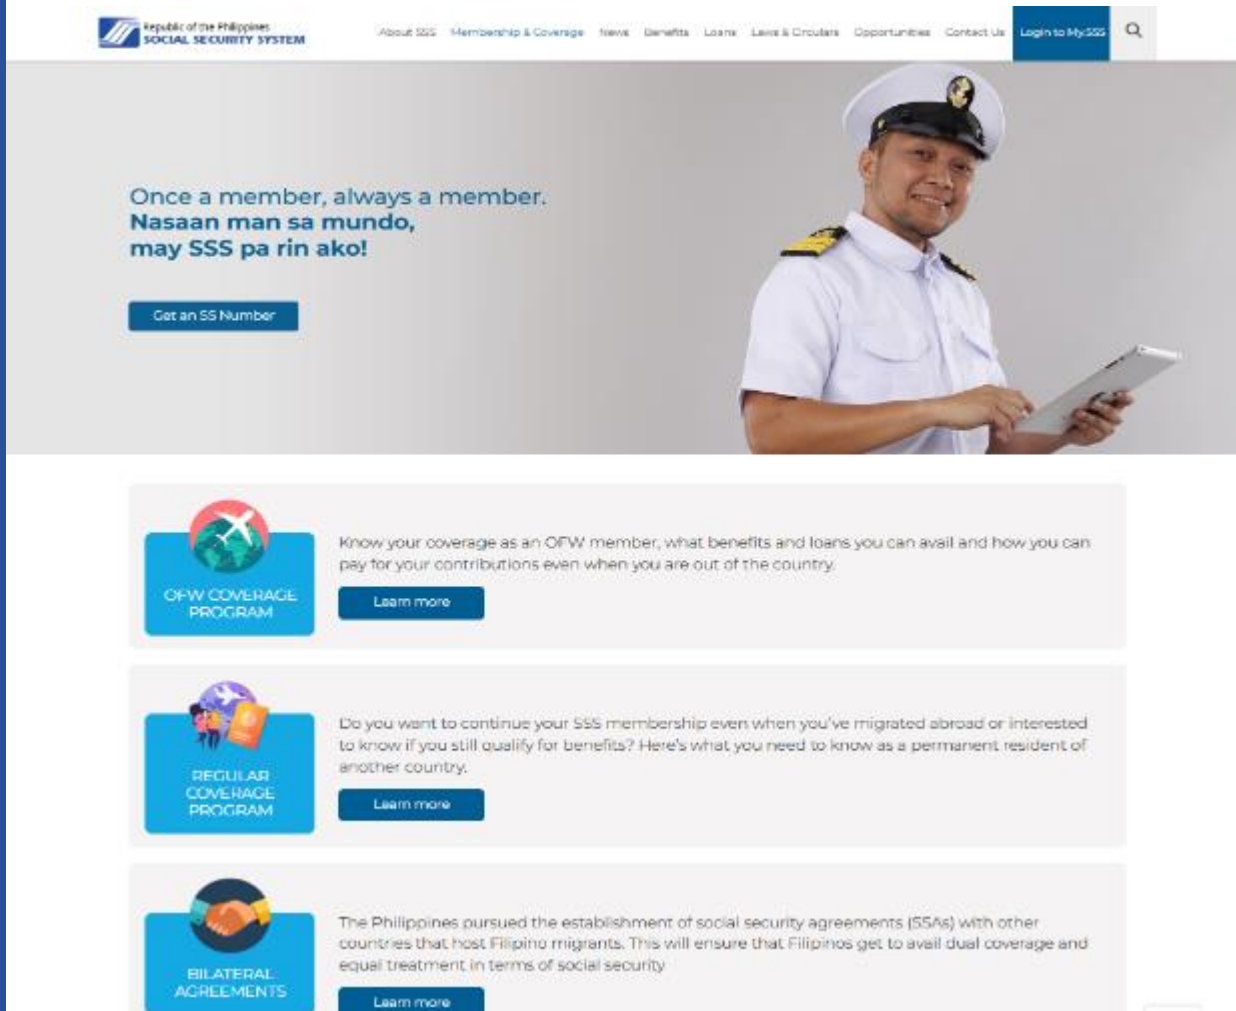 Republic of the Philippines
SOCIAL SECURITY SYSTEM
About SSS Membership & Coverage News Benefits Loans Laws & Circulars Opportunities Contact Us Login to My.SSS
Once a member, always a member.
Nasaan man sa mundo,
may SSS pa rin ako!
Get an SS Number
OFW COVERAGE
PROGRAM
Know your coverage as an OFW member, what benefits and loans you can avail and how you can
pay for your contributions even when you are out of the country.
Learn more
REGULAR
COVERAGE
PROGRAM
Do you want to continue your SSS membership even when you've migrated abroad or interested
to know if you still qualify for benefits? Here's what you need to know as a permanent resident of
another country.
Learn more
BILATERAL
AGREEMENTS
The Philippines pursued the establishment of social security agreements (SSAs) with other
countries that host Filipino migrants. This will ensure that Filipinos get to avail dual coverage and
equal treatment in terms of social security
Learn more